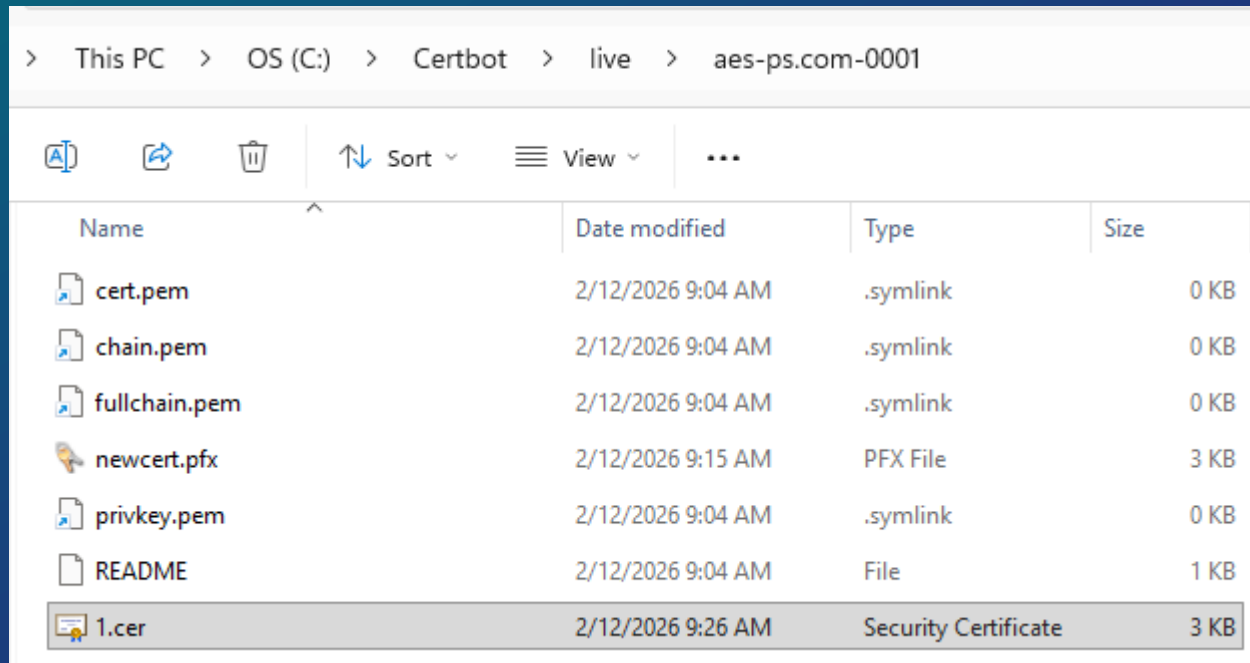 > This PC > OS (C:) > Certbot > live > aes-ps.com-0001
Sort View •••
Name Date modified Type Size
cert.pem 2/12/2026 9:04 AM .symlink 0 KB
chain.pem 2/12/2026 9:04 AM .symlink 0 KB
fullchain.pem 2/12/2026 9:04 AM .symlink 0 KB
newcert.pfx 2/12/2026 9:15 AM PFX File 3 KB
privkey.pem 2/12/2026 9:04 AM .symlink 0 KB
README 2/12/2026 9:04 AM File 1 KB
1.cer 2/12/2026 9:26 AM Security Certificate 3 KB